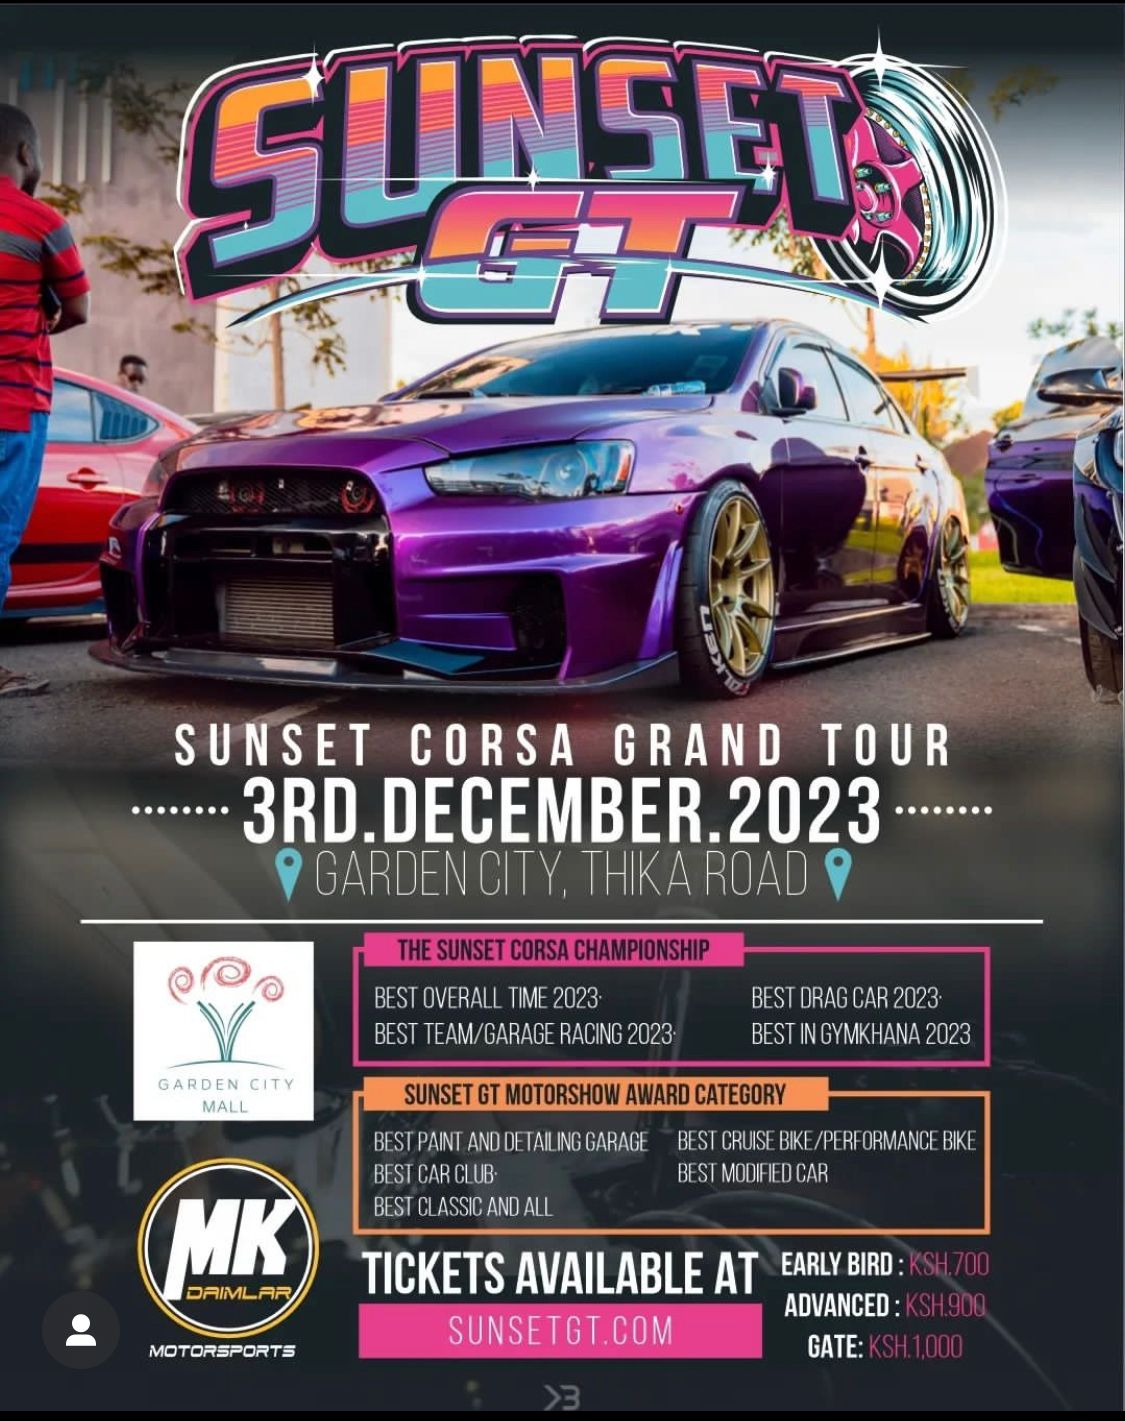 SUNSET
GT
SUNSET CORSA GRAND TOUR
3RD.DECEMBER.2023
GARDEN CITY, THIKA ROAD
GARDEN CITY
MALL
THE SUNSET CORSA CHAMPIONSHIP
BEST OVERALL TIME 2023·
BEST DRAG CAR 2023·
BEST TEAM/GARAGE RACING 2023·
BEST IN GYMKHANA 2023
SUNSET GT MOTORSHOW AWARD CATEGORY
BEST PAINT AND DETAILING GARAGE
BEST CRUISE BIKE/PERFORMANCE BIKE
BEST CAR CLUB·
BEST MODIFIED CAR
BEST CLASSIC AND ALL
MK
DAIMLAR
MOTORSPORTS
TICKETS AVAILABLE AT
SUNSETGT.COM
EARLY BIRD : KSH.700
ADVANCED : KSH.900
GATE: KSH.1,000